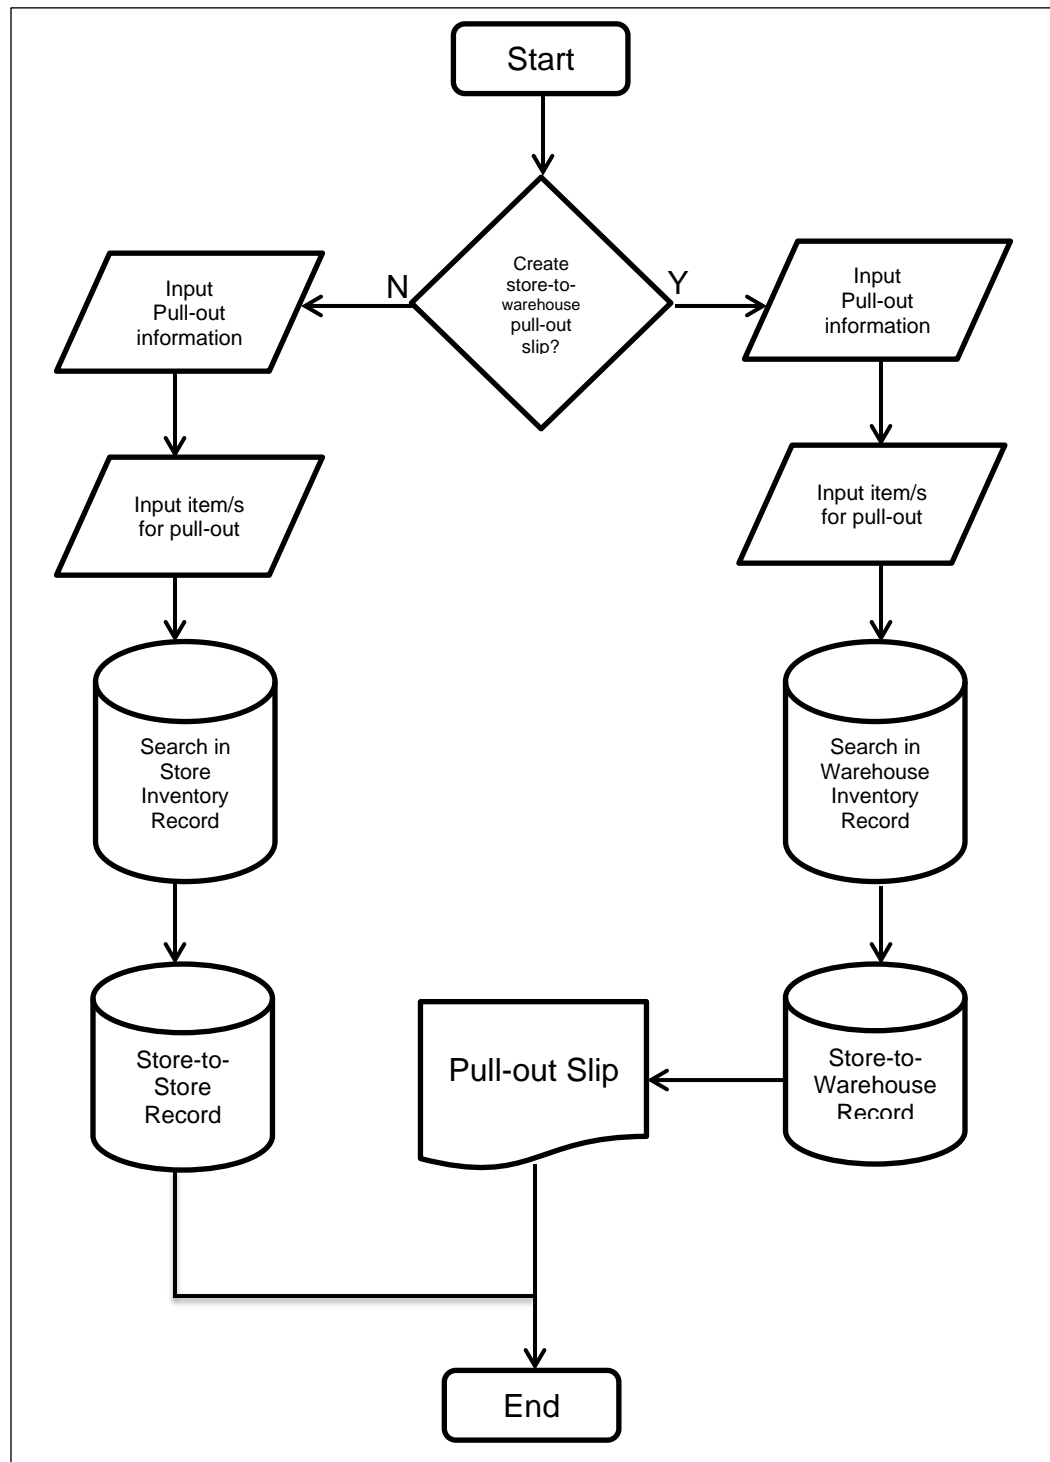 Start
Create
store-to-
warehouse
pull-out
slip?
N
Y
Input
Pull-out
information
Input
Pull-out
information
Input item/s
for pull-out
Input item/s
for pull-out
Search in
Store
Inventory
Record
Search in
Warehouse
Inventory
Record
Store-to-
Store
Record
Pull-out Slip
Store-to-
Warehouse
Record
End